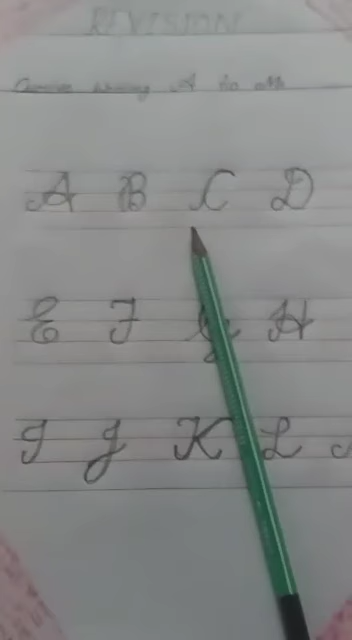 REVISION
Cursive writing A to M
A B C D
E F G H
I J K L